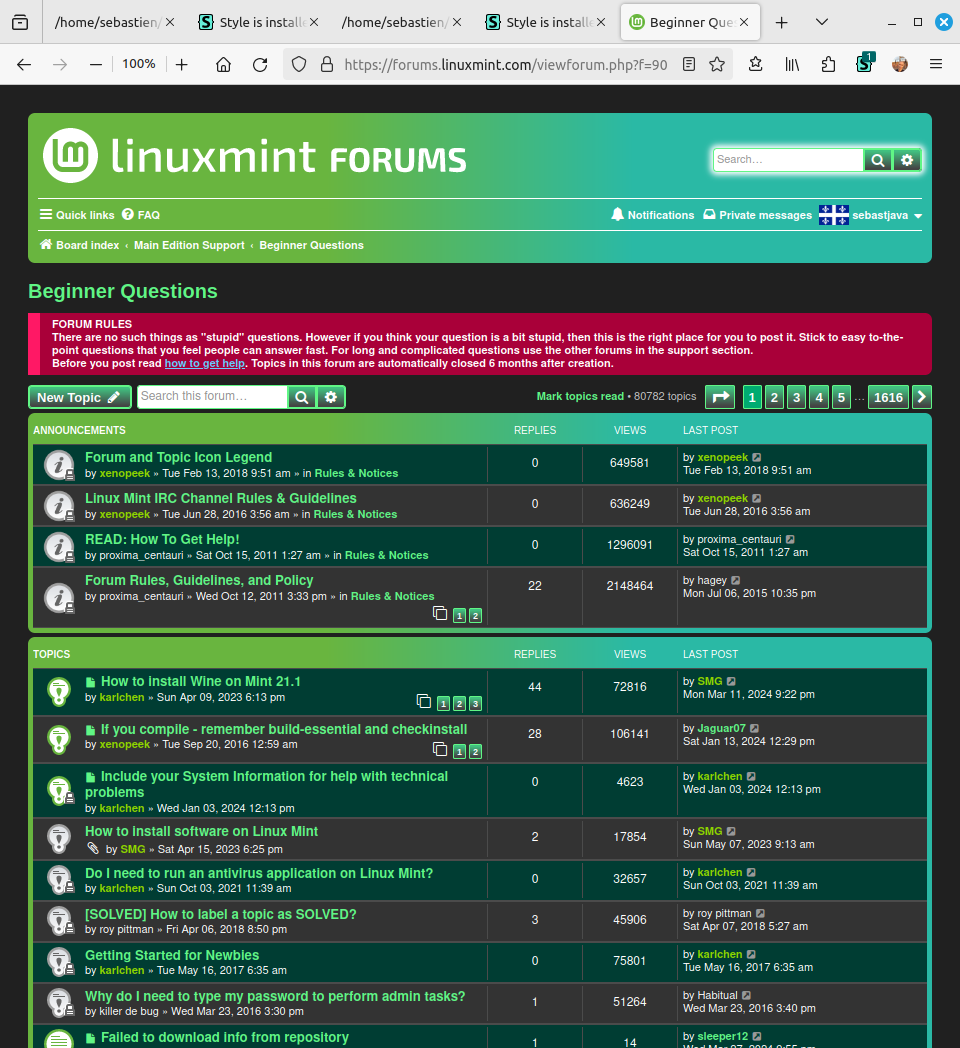 /home/sebastien/
Style is installe
/home/sebastien/
Style is installe
Beginner Ques
100%
https://forums.linuxmint.com/viewforum.php?f=90
1
linuxmint FORUMS
Search…
Quick links FAQ
Notifications Private messages sebastjava
Board index ‹ Main Edition Support ‹ Beginner Questions
Beginner Questions
FORUM RULES
There are no such things as "stupid" questions. However if you think your question is a bit stupid, then this is the right place for you to post it. Stick to easy to-the-
point questions that you feel people can answer fast. For long and complicated questions use the other forums in the support section.
Before you post read how to get help. Topics in this forum are automatically closed 6 months after creation.
New Topic
Search this forum…
Mark topics read • 80782 topics
1 2 3 4 5 … 1616
ANNOUNCEMENTS REPLIES VIEWS LAST POST
Forum and Topic Icon Legend
by xenopeek » Tue Feb 13, 2018 9:51 am » in Rules & Notices
0
649581
by xenopeek
Tue Feb 13, 2018 9:51 am
Linux Mint IRC Channel Rules & Guidelines
by xenopeek » Tue Jun 28, 2016 3:56 am » in Rules & Notices
0
636249
by xenopeek
Tue Jun 28, 2016 3:56 am
READ: How To Get Help!
by proxima_centauri » Sat Oct 15, 2011 1:27 am » in Rules & Notices
0
1296091
by proxima_centauri
Sat Oct 15, 2011 1:27 am
Forum Rules, Guidelines, and Policy
by proxima_centauri » Wed Oct 12, 2011 3:33 pm » in Rules & Notices
1 2
22
2148464
by hagey
Mon Jul 06, 2015 10:35 pm
TOPICS REPLIES VIEWS LAST POST
How to install Wine on Mint 21.1
by karlchen » Sun Apr 09, 2023 6:13 pm
1 2 3
44
72816
by SMG
Mon Mar 11, 2024 9:22 pm
If you compile - remember build-essential and checkinstall
by xenopeek » Tue Sep 20, 2016 12:59 am
1 2
28
106141
by Jaguar07
Sat Jan 13, 2024 12:29 pm
Include your System Information for help with technical
problems
by karlchen » Wed Jan 03, 2024 12:13 pm
0
4623
by karlchen
Wed Jan 03, 2024 12:13 pm
How to install software on Linux Mint
by SMG » Sat Apr 15, 2023 6:25 pm
2
17854
by SMG
Sun May 07, 2023 9:13 am
Do I need to run an antivirus application on Linux Mint?
by karlchen » Sun Oct 03, 2021 11:39 am
0
32657
by karlchen
Sun Oct 03, 2021 11:39 am
[SOLVED] How to label a topic as SOLVED?
by roy pittman » Fri Apr 06, 2018 8:50 pm
3
45906
by roy pittman
Sat Apr 07, 2018 5:27 am
Getting Started for Newbies
by karlchen » Tue May 16, 2017 6:35 am
0
75801
by karlchen
Tue May 16, 2017 6:35 am
Why do I need to type my password to perform admin tasks?
by killer de bug » Wed Mar 23, 2016 3:30 pm
1
51264
by Habitual
Wed Mar 23, 2016 3:40 pm
Failed to download info from repository
1
14
by sleeper12